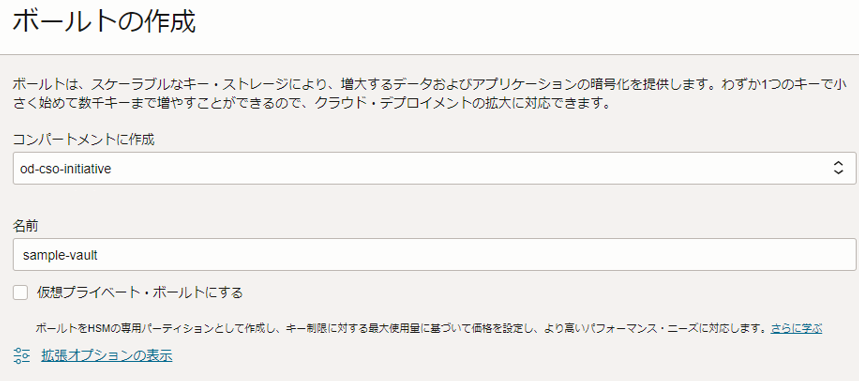 ボールトの作成
ボールトは、スケーラブルなキー・ストレージにより、増大するデータおよびアプリケーションの暗号化を提供します。わずか1つのキーで小
さく始めて数千キーまで増やすことができるので、クラウド・デプロイメントの拡大に対応できます。
コンパートメントに作成
od-cso-initiative
名前
sample-vault
仮想プライベート・ボールトにする
ボールトをHSMの専用パーティションとして作成し、キー制限に対する最大使用量に基づいて価格を設定し、より高いパフォーマンス・ニーズに対応します。さらに学ぶ
拡張オプションの表示